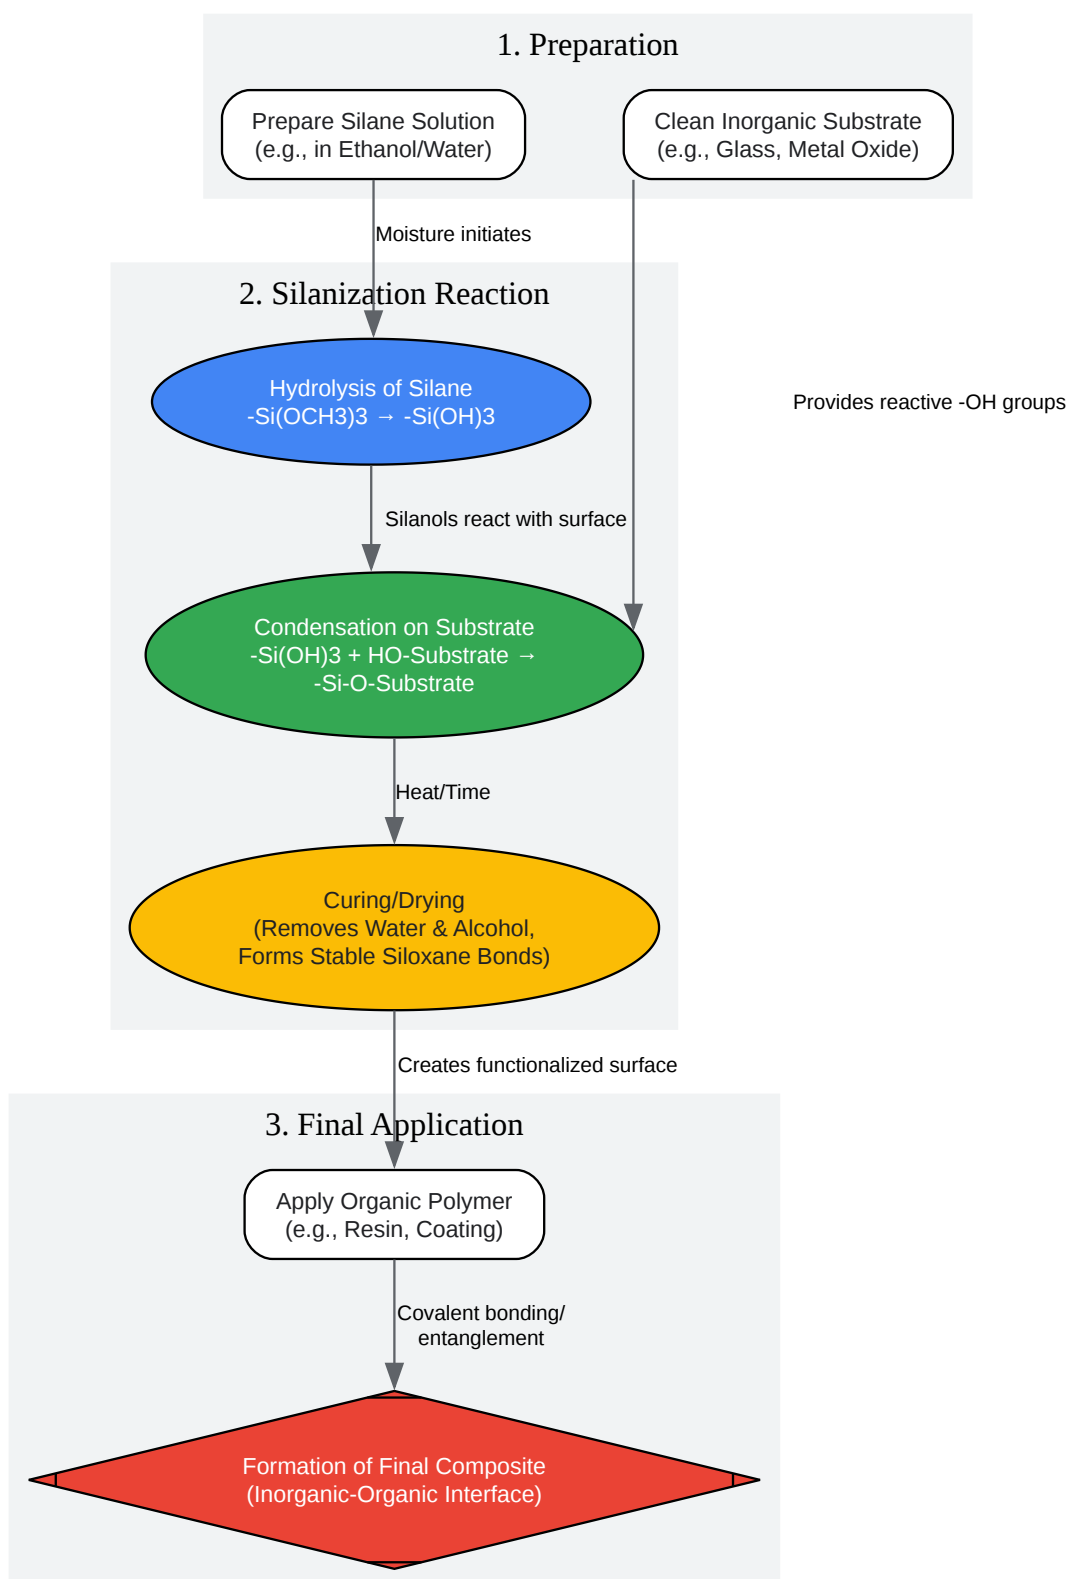 1. Preparation
Prepare Silane Solution
(e.g., in Ethanol/Water)
Clean Inorganic Substrate
(e.g., Glass, Metal Oxide)
Moisture initiates
2. Silanization Reaction
Hydrolysis of Silane
-Si(OCH3)3 → -Si(OH)3
Provides reactive -OH groups
Silanols react with surface
Condensation on Substrate
-Si(OH)3 + HO-Substrate →
-Si-O-Substrate
Heat/Time
Curing/Drying
(Removes Water & Alcohol,
Forms Stable Siloxane Bonds)
Creates functionalized surface
3. Final Application
Apply Organic Polymer
(e.g., Resin, Coating)
Covalent bonding/
entanglement
Formation of Final Composite
(Inorganic-Organic Interface)